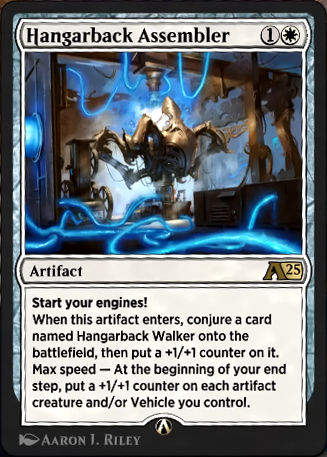 Hangarback Assembler 1
Artifact A25
Start your engines!
When this artifact enters, conjure a card
named Hangarback Walker onto the
battlefield, then put a +1/+1 counter on it.
Max speed — At the beginning of your end
step, put a +1/+1 counter on each artifact
creature and/or Vehicle you control.
Aaron J. Riley